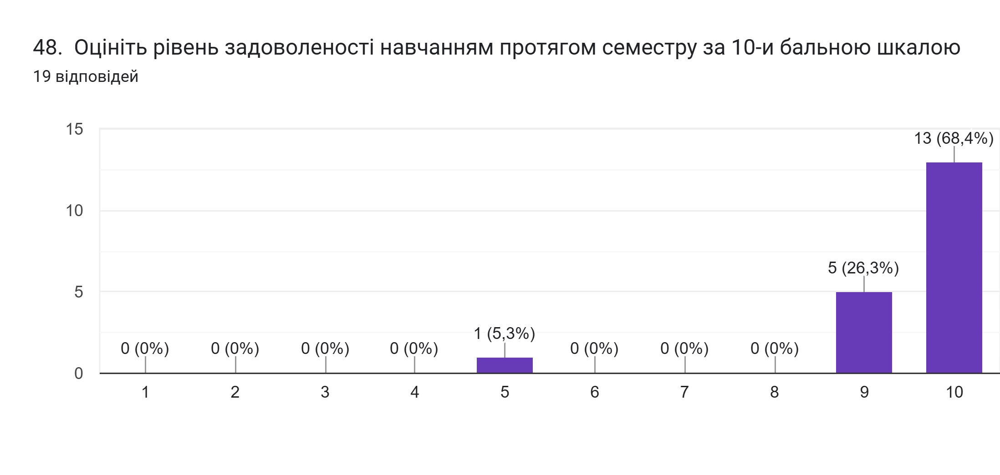 48.  Оцініть рівень задоволеності навчанням протягом семестру за 10-и бальною шкалою
19 відповідей
15
13 (68,4%)
10
5 (26,3%)
5
1 (5,3%)
0 (0%) 0 (0%) 0 (0%) 0 (0%) 0 (0%) 0 (0%) 0 (0%)
0
1 2 3 4 5 6 7 8 9 10